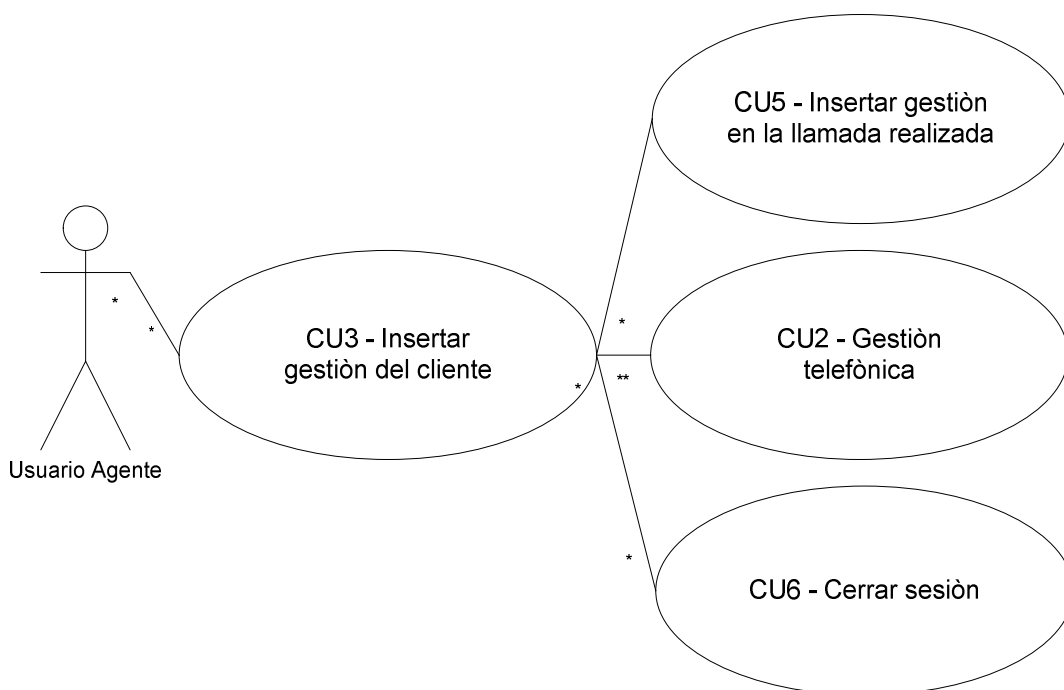 CU5 - Insertar gestiòn
en la llamada realizada
*
*
CU3 - Insertar
gestiòn del cliente
*
*
**
CU2 - Gestiòn
telefònica
Usuario Agente
*
CU6 - Cerrar sesiòn